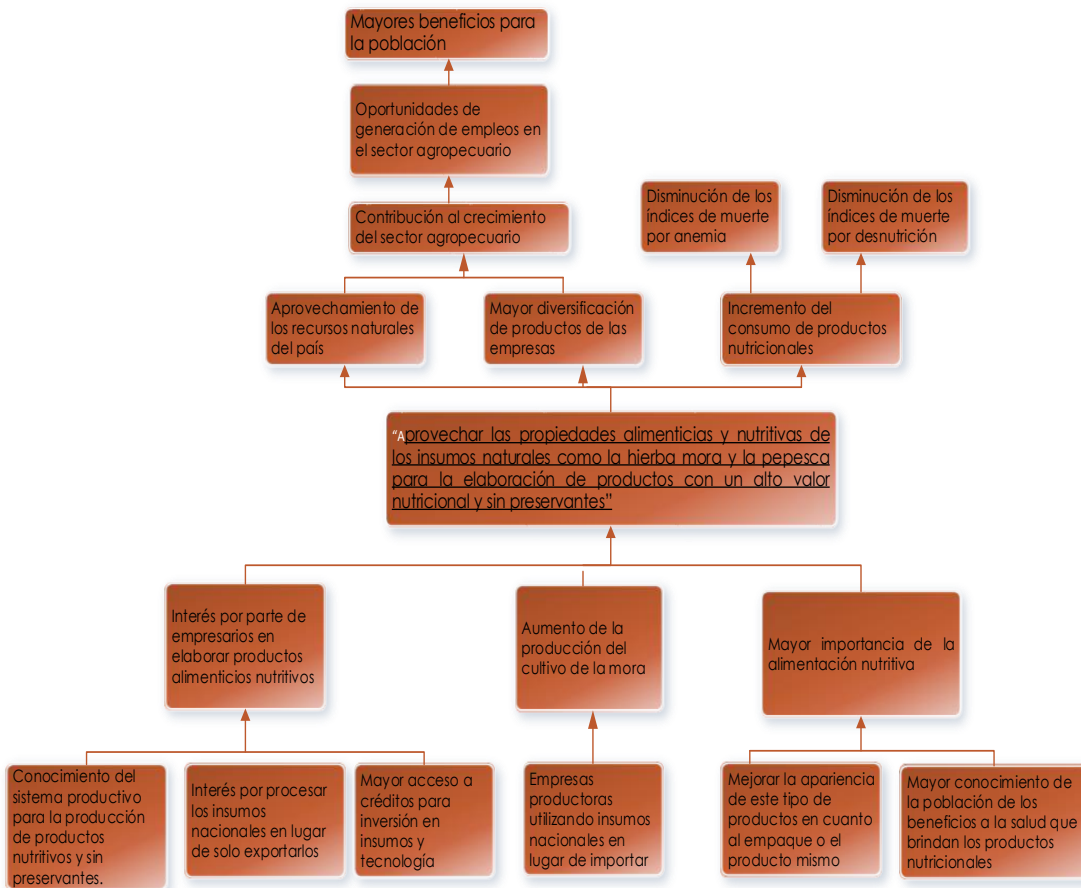 Mayores beneficios para
la población
Oportunidades de
generación de empleos en
el sector agropecuario
Contribución al crecimiento
del sector agropecuario
Disminución de los
índices de muerte
por anemia
Disminución de los
índices de muerte
por desnutrición
Aprovechamiento de
los recursos naturales
del país
Mayor diversificación
de productos de las
empresas
Incremento del
consumo de productos
nutricionales
“Aprovechar las propiedades alimenticias y nutritivas de
los insumos naturales como la hierba mora y la pepesca
para la elaboración de productos con un alto valor
nutricional y sin preservantes”
Interés por parte de
empresarios en
elaborar productos
alimenticios nutritivos
Aumento de la
producción del
cultivo de la mora
Mayor importancia de la
alimentación nutritiva
Conocimiento del
sistema productivo
para la producción
de productos
nutritivos y sin
preservantes.
Interés por procesar
los insumos
nacionales en lugar
de solo exportarlos
Mayor acceso a
créditos para
inversión en
insumos y
tecnología
Empresas
productoras
utilizando insumos
nacionales en
lugar de importar
Mejorar la apariencia
de este tipo de
productos en cuanto
al empaque o el
producto mismo
Mayor conocimiento de
la población de los
beneficios a la salud que
brindan los productos
nutricionales